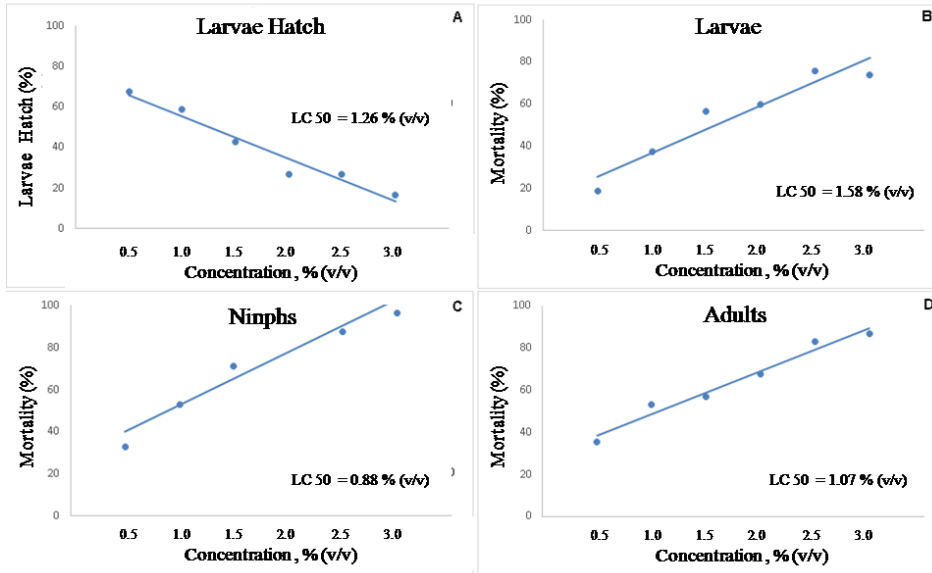 A
Larvae Hatch
Larvae Hatch (%)
100
80
60
40
20
0
LC 50 = 1.26 % (v/v)
0.5 1.0 1.5 2.0 2.5 3.0
Concentration , % (v/v)
B
Larvae
Mortality (%)
100
80
60
40
20
0
LC 50 = 1.58 % (v/v)
0.5 1.0 1.5 2.0 2.5 3.0
Concentration , % (v/v)
C
Ninphs
Mortality (%)
100
80
60
40
20
0
LC 50 = 0.88 % (v/v)
0.5 1.0 1.5 2.0 2.5 3.0
Concentration , % (v/v)
D
Adults
Mortality (%)
100
80
60
40
20
0
LC 50 = 1.07 % (v/v)
0.5 1.0 1.5 2.0 2.5 3.0
Concentration , % (v/v)